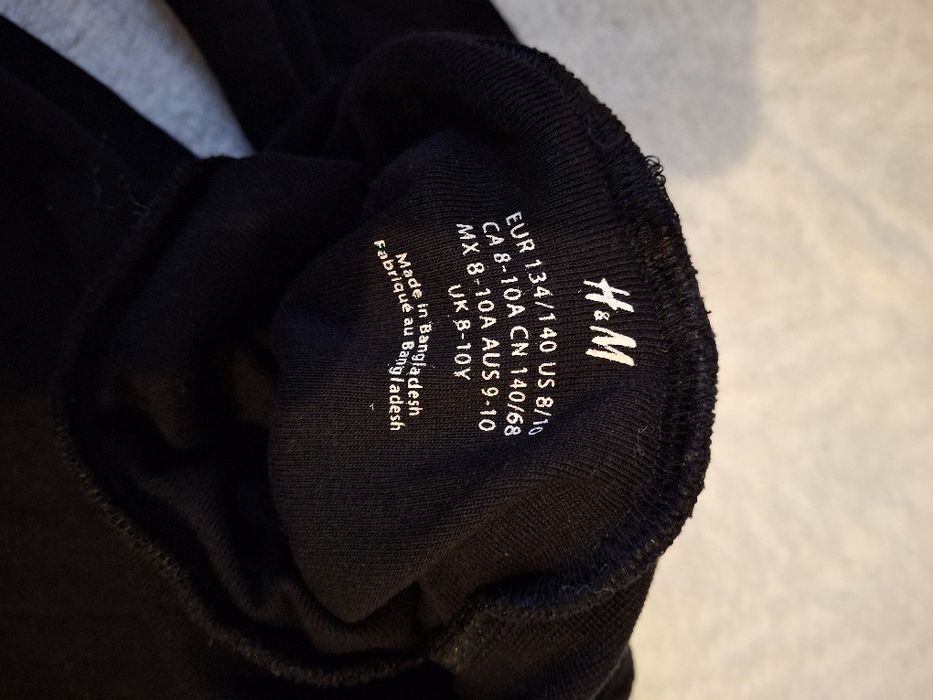 H&M
EUR 134/140 US 8/10
CA 8-10A CN 140/68
MX 8-10A AUS 9-10
UK 8-10Y
Made in Bangladesh
Fabriqué au Bangladesh